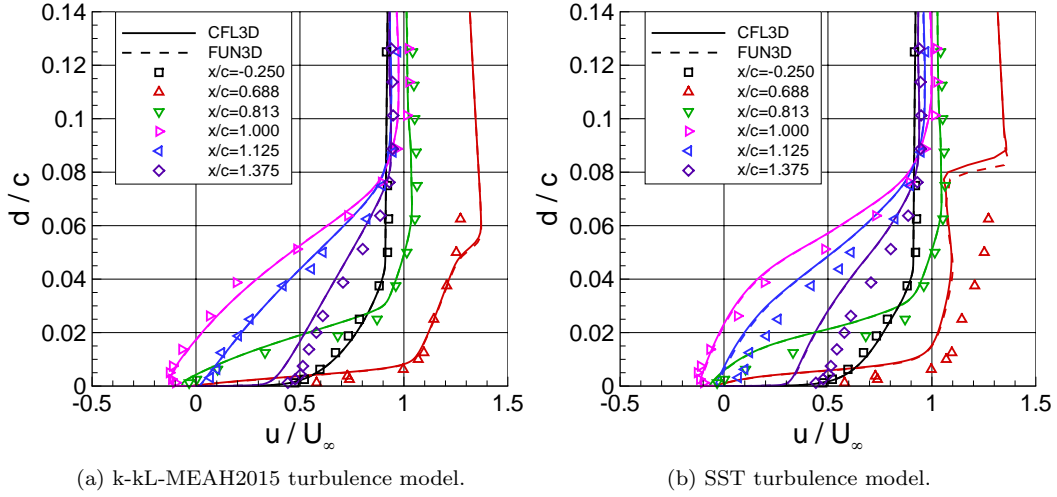 d / c
0.14
0.12
0.1
0.08
0.06
0.04
0.02
0
-0.5
0
0.5
1
1.5
u / U∞
CFL3D
FUN3D
x/c=-0.250
x/c=0.688
x/c=0.813
x/c=1.000
x/c=1.125
x/c=1.375
(a) k-kL-MEAH2015 turbulence model.
d / c
0.14
0.12
0.1
0.08
0.06
0.04
0.02
0
-0.5
0
0.5
1
1.5
u / U∞
CFL3D
FUN3D
x/c=-0.250
x/c=0.688
x/c=0.813
x/c=1.000
x/c=1.125
x/c=1.375
(b) SST turbulence model.